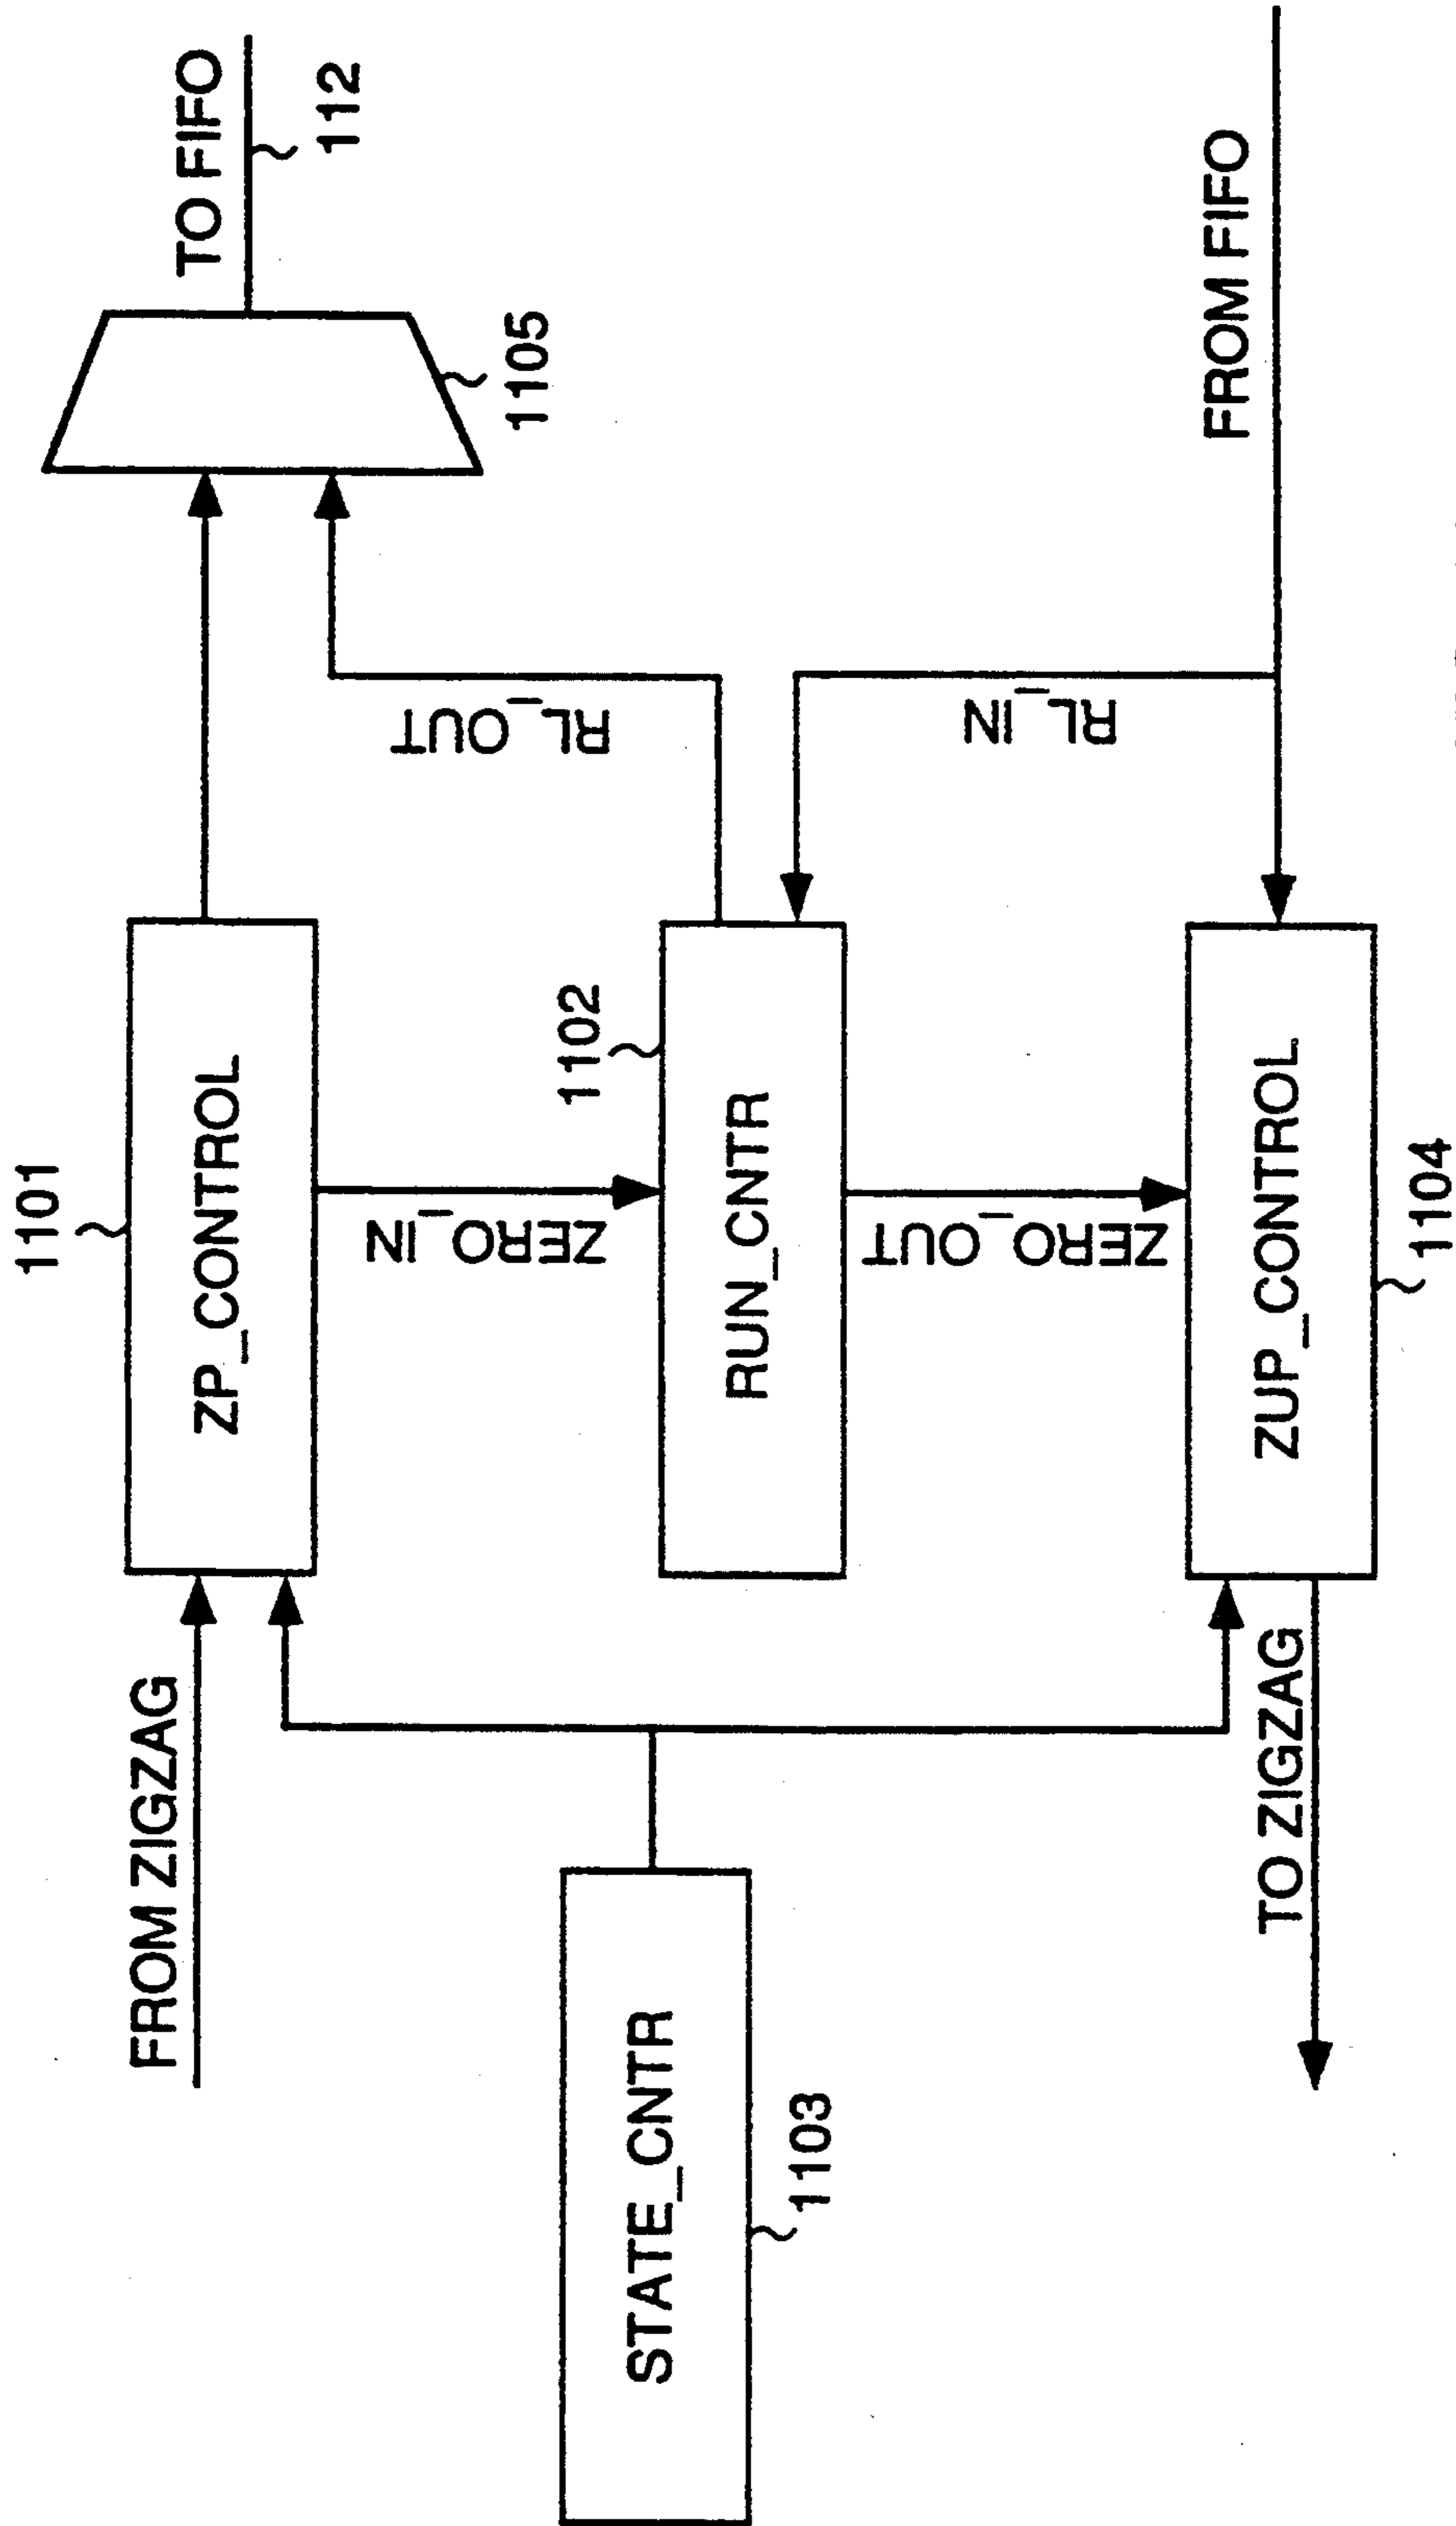 TO FIFO
112
1105
FROM FIFO
RL_OUT
RL_IN
1101
ZP_CONTROL
ZERO_IN
1102
RUN_CNTR
ZERO_OUT
ZUP_CONTROL
1104
FROM ZIGZAG
TO ZIGZAG
STATE_CNTR
1103